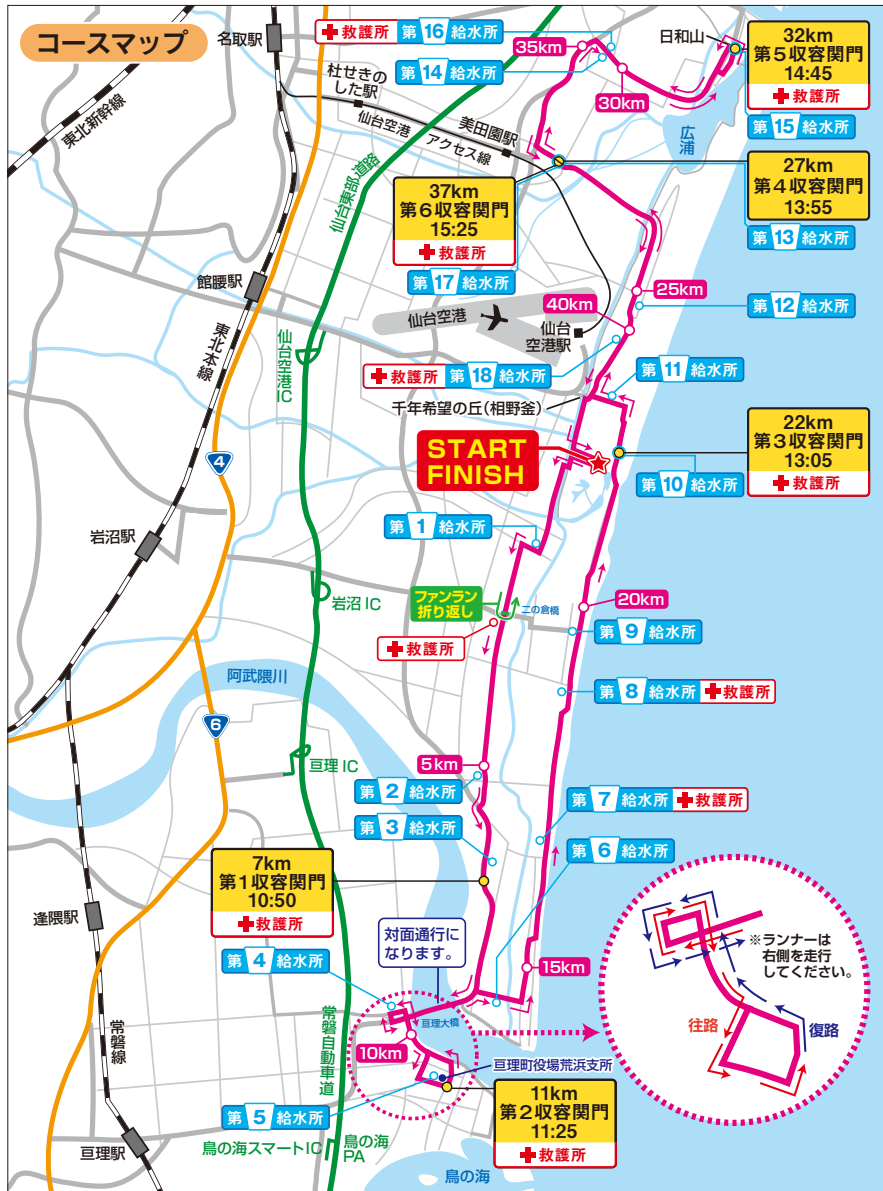 コースマップ
名取駅
救護所 第16給水所
35km
日和山
32km
第5収容関門
14:45
救護所
第14給水所
30km
第15給水所
杜せきの
した駅
仙台空港
アクセス線
美田園駅
広浦
東北新幹線
仙台東部道路
27km
第4収容関門
13:55
第13給水所
37km
第6収容関門
15:25
救護所
第17給水所
館腰駅
25km
第12給水所
40km
仙台空港
仙台
空港駅
東北本線
仙台空港IC
救護所 第18給水所
第11給水所
千年希望の丘(相野釜)
START
FINISH
22km
第3収容関門
13:05
救護所
第10給水所
4
第1給水所
岩沼駅
岩沼IC
ファンラン
折り返し
二の倉橋
20km
第9給水所
救護所
阿武隈川
第8給水所 救護所
6
5km
亘理IC
第2給水所
第7給水所 救護所
第3給水所
第6給水所
7km
第1収容関門
10:50
救護所
逢隈駅
対面通行に
なります。
※ランナーは
右側を走行
してください。
第4給水所
15km
亘理大橋
往路
復路
常磐線
常磐自動車道
10km
亘理町役場荒浜支所
第5給水所
11km
第2収容関門
11:25
救護所
亘理駅
鳥の海スマートIC
鳥の海
PA
鳥の海